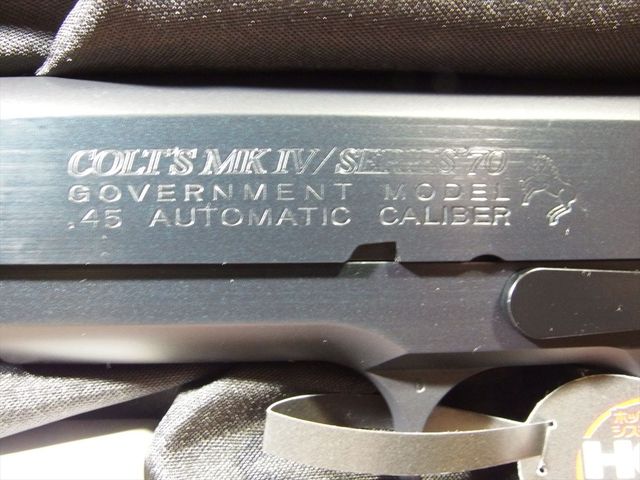 COLT'S MK IV/SERIES '70
GOVERNMENT MODEL
.45 AUTOMATIC CALIBER